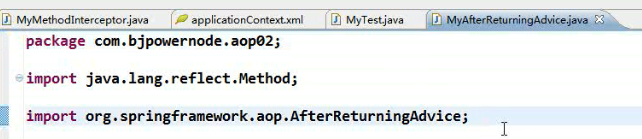 MyMethodInterceptor.java applicationContext.xml MyTest.java MyAfterReturningAdvice.java
package com.bjpowernode.aop02;
import java.lang.reflect.Method;
import org.springframework.aop.AfterReturningAdvice;